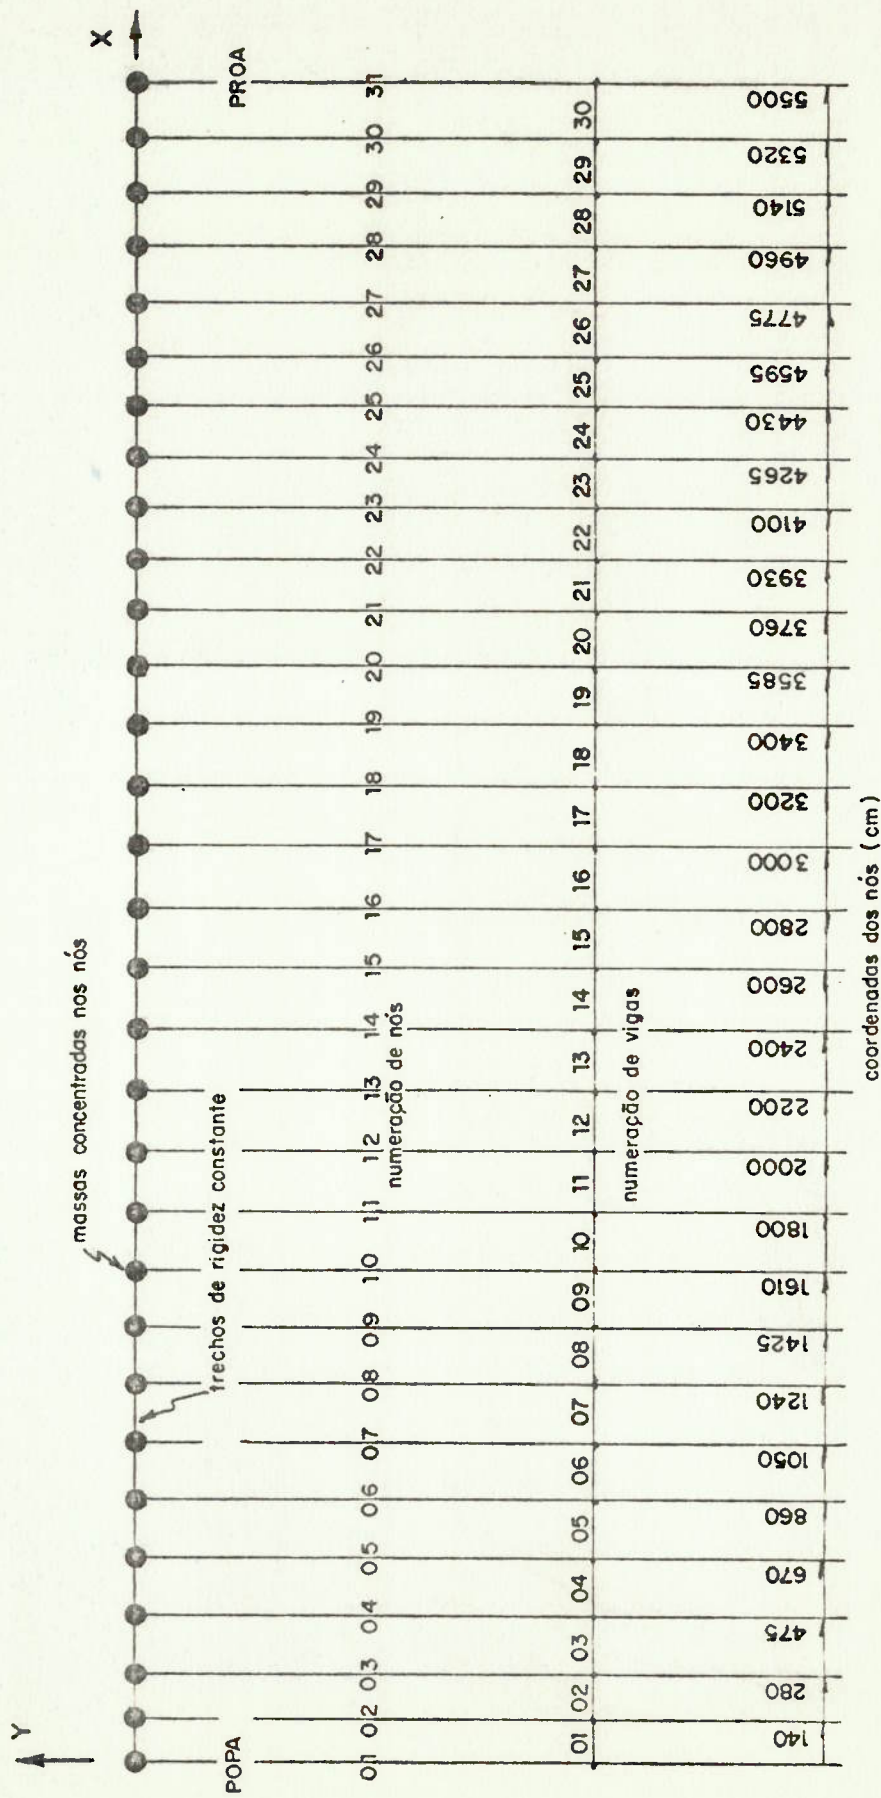 Y
X
massas concentradas nos nós
trechos de rigidez constante
POPA
PROA
01 02 03 04 05 06 07 08 09 10 11 12 13 14 15 16 17 18 19 20 21 22 23 24 25 26 27 28 29 30 31
numeração de nós
01 02 03 04 05 06 07 08 09 10 11 12 13 14 15 16 17 18 19 20 21 22 23 24 25 26 27 28 29 30
numeração de vigas
140 280 475 670 860 1050 1240 1425 1610 1800 2000 2200 2400 2600 2800 3000 3200 3400 3585 3760 3930 4100 4265 4430 4595 4775 4960 5140 5320 5500
coordenadas dos nós (cm)